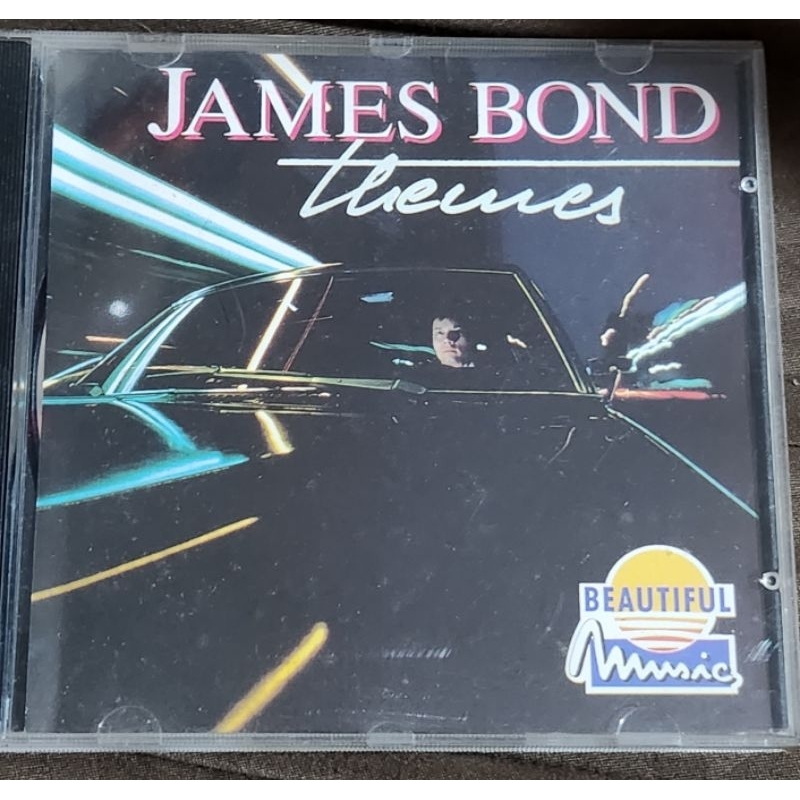 JAMES BOND
themes
BEAUTIFUL
Music